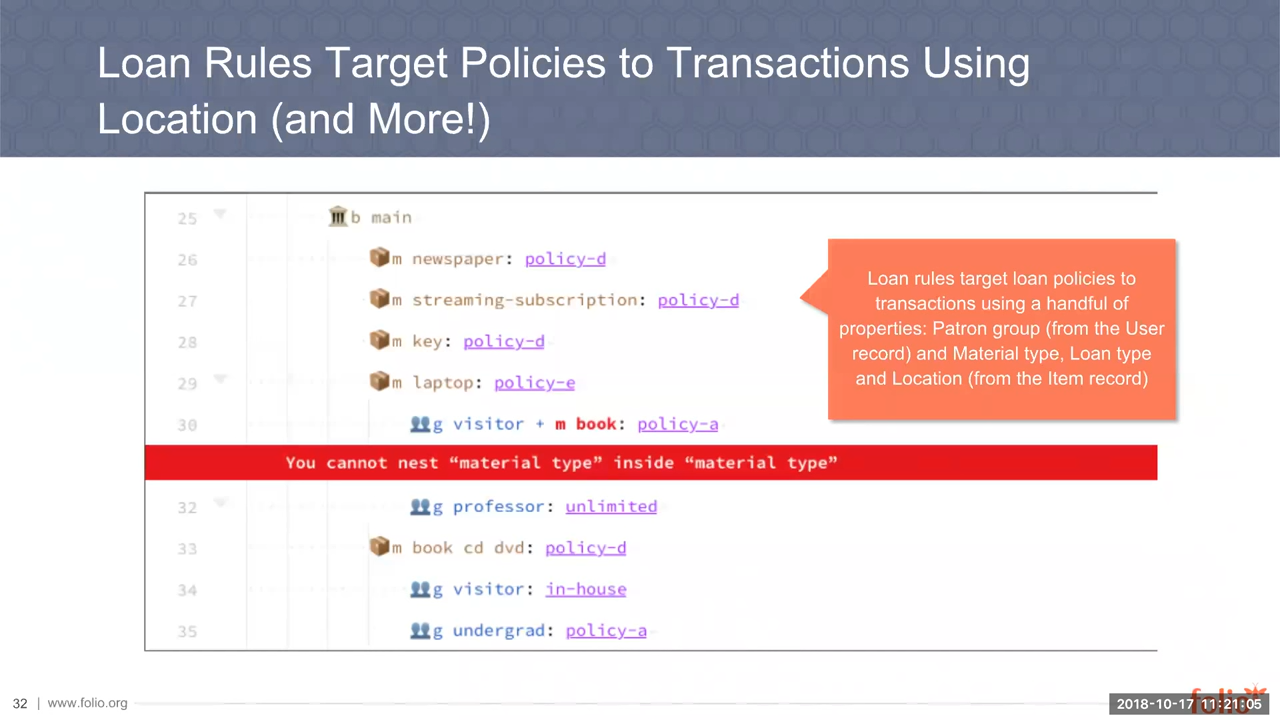 Loan Rules Target Policies to Transactions Using
Location (and More!)
25 b main
26 m newspaper: policy-d
27 m streaming-subscription: policy-d
28 m key: policy-d
29 m laptop: policy-e
30 g visitor + m book: policy-a
You cannot nest “material type” inside “material type”
32 g professor: unlimited
33 m book cd dvd: policy-d
34 g visitor: in-house
35 g undergrad: policy-a
Loan rules target loan policies to
transactions using a handful of
properties: Patron group (from the User
record) and Material type, Loan type
and Location (from the Item record)
32 | www.folio.org
folio
2018-10-17 11:21:05